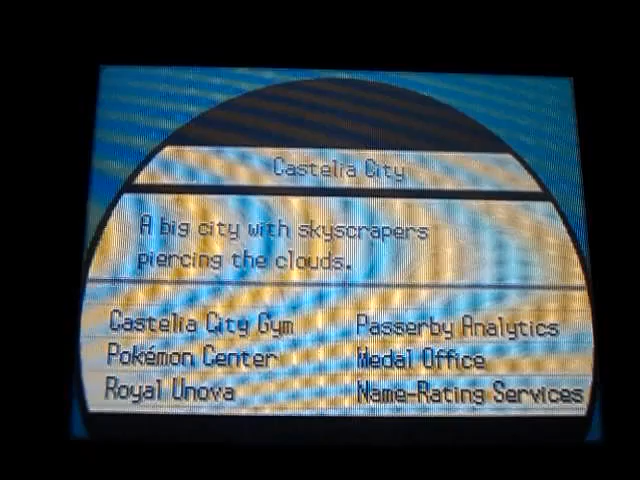 Castelia City
A big city with skyscrapers
piercing the clouds.
Castelia City Gym
Passerby Analytics
Pokémon Center
Medal Office
Royal Unova
Name-Rating Services